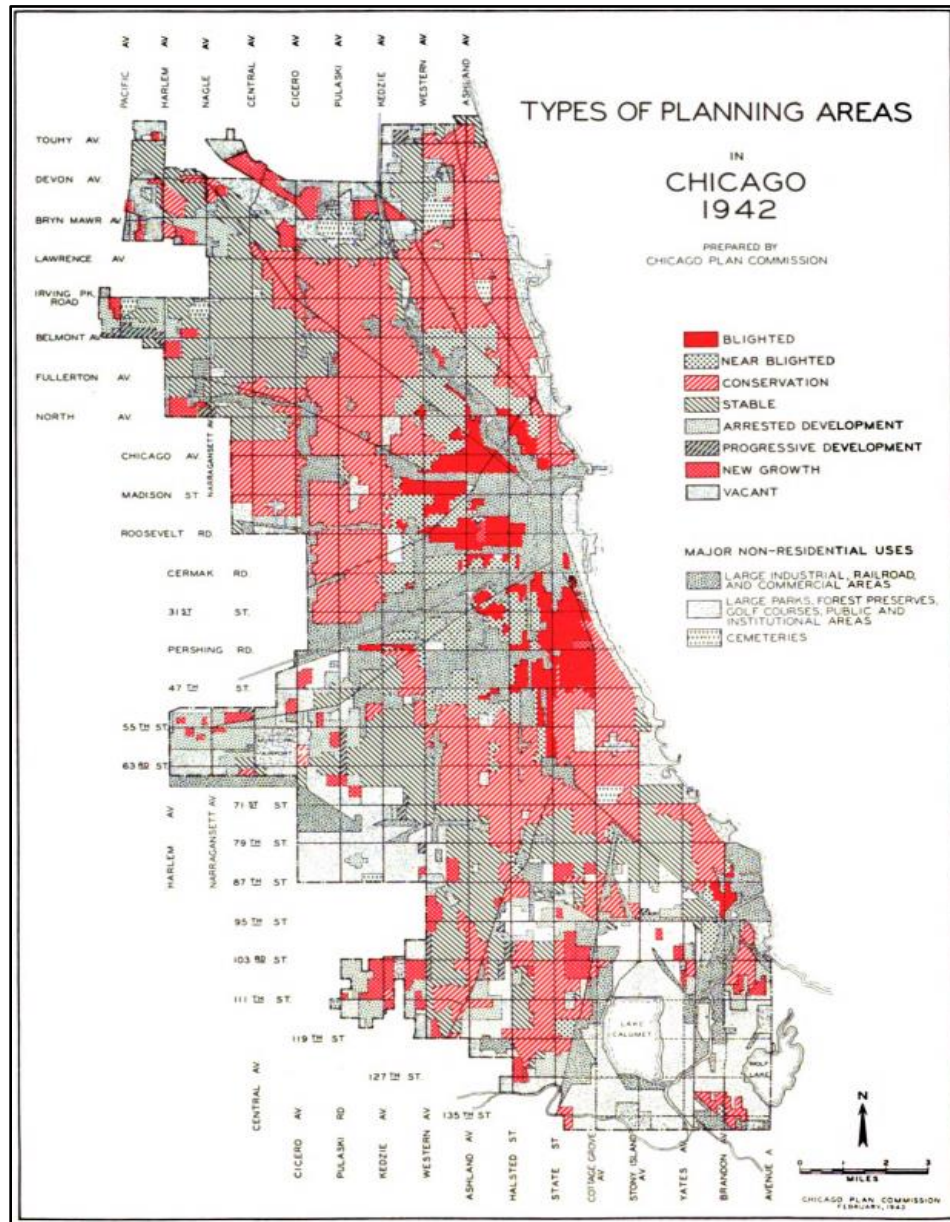 PACIFIC AV
HARLEM AV
NAGLE AV
CENTRAL AV
CICERO AV
PULASKI AV
KEDZIE AV
WESTERN AV
ASHLAND AV
TYPES OF PLANNING AREAS
IN
CHICAGO
1942
PREPARED BY
CHICAGO PLAN COMMISSION
TOUHY AV.
DEVON AV.
BRYN MAWR AV
LAWRENCE AV
IRVING PK.
ROAD
BELMONT AV
FULLERTON AV
NORTH AV.
NARRAGANSETT AV
CHICAGO AV.
MADISON ST
ROOSEVELT RD.
CERMAK RD.
31ST ST.
PERSHING RD.
47TH ST.
55TH ST.
63RD ST.
71ST ST
79TH ST.
87TH ST.
95TH ST.
103RD ST.
111TH ST.
119TH ST.
127TH ST.
135TH ST
BLIGHTED
NEAR BLIGHTED
CONSERVATION
STABLE
ARRESTED DEVELOPMENT
PROGRESSIVE DEVELOPMENT
NEW GROWTH
VACANT
MAJOR NON-RESIDENTIAL USES
LARGE INDUSTRIAL, RAILROAD,
AND COMMERCIAL AREAS
LARGE PARKS, FOREST PRESERVES,
GOLF COURSES, PUBLIC AND
INSTITUTIONAL AREAS
CEMETERIES
AIRPORT
HARLEM AV
NARRAGANSETT AV
LAKE
CALUMET
WOLF
LAKE
CENTRAL AV
CICERO AV
PULASKI RD
KEDZIE AV
WESTERN AV
ASHLAND AV
HALSTED ST
STATE ST
COTTAGE GROVE
AV
STONY ISLAND
AV
YATES AV
BRANDON AV
AVENUE A
N
0 1 2 3
MILES
CHICAGO PLAN COMMISSION
FEBRUARY, 1943